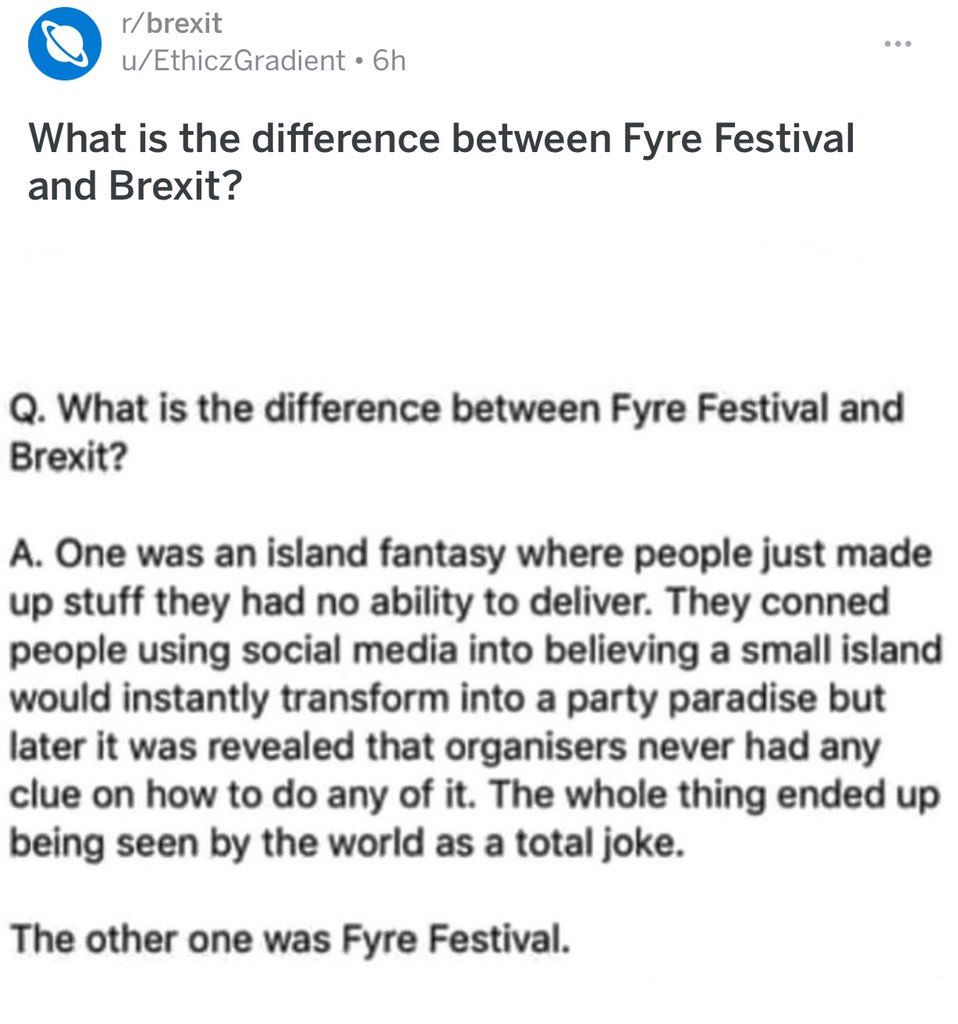 r/brexit
u/EthiczGradient • 6h
What is the difference between Fyre Festival
and Brexit?
Q. What is the difference between Fyre Festival and
Brexit?
A. One was an island fantasy where people just made
up stuff they had no ability to deliver. They conned
people using social media into believing a small island
would instantly transform into a party paradise but
later it was revealed that organisers never had any
clue on how to do any of it. The whole thing ended up
being seen by the world as a total joke.
The other one was Fyre Festival.